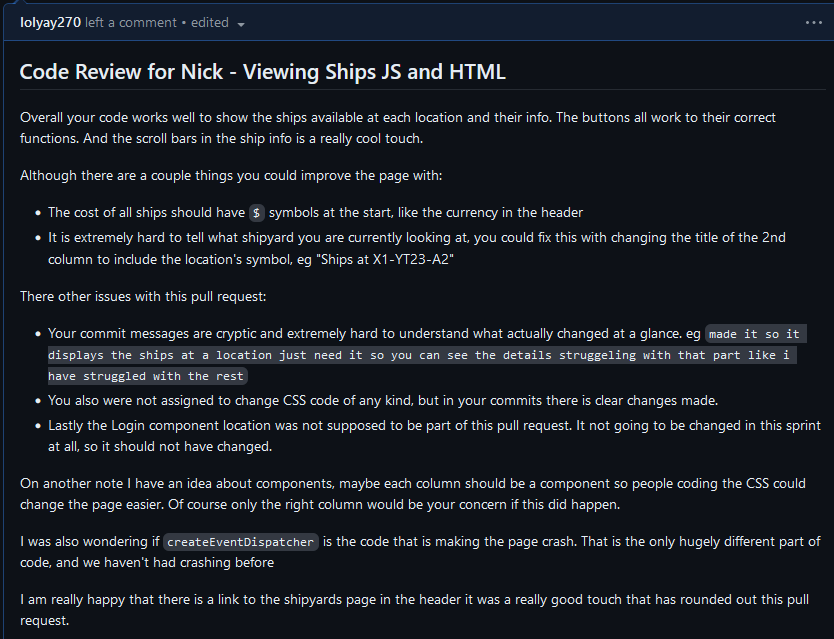 lolyay270 left a comment • edited
Code Review for Nick - Viewing Ships JS and HTML
Overall your code works well to show the ships available at each location and their info. The buttons all work to their correct
functions. And the scroll bars in the ship info is a really cool touch.
Although there are a couple things you could improve the page with:
• The cost of all ships should have $ symbols at the start, like the currency in the header
• It is extremely hard to tell what shipyard you are currently looking at, you could fix this with changing the title of the 2nd
column to include the location's symbol, eg "Ships at X1-YT23-A2"
There other issues with this pull request:
• Your commit messages are cryptic and extremely hard to understand what actually changed at a glance. eg made it so it
displays the ships at a location just need it so you can see the details struggeling with that part like i
have struggled with the rest
• You also were not assigned to change CSS code of any kind, but in your commits there is clear changes made.
• Lastly the Login component location was not supposed to be part of this pull request. It not going to be changed in this sprint
at all, so it should not have changed.
On another note I have an idea about components, maybe each column should be a component so people coding the CSS could
change the page easier. Of course only the right column would be your concern if this did happen.
I was also wondering if createEventDispatcher is the code that is making the page crash. That is the only hugely different part of
code, and we haven't had crashing before
I am really happy that there is a link to the shipyards page in the header it was a really good touch that has rounded out this pull
request.